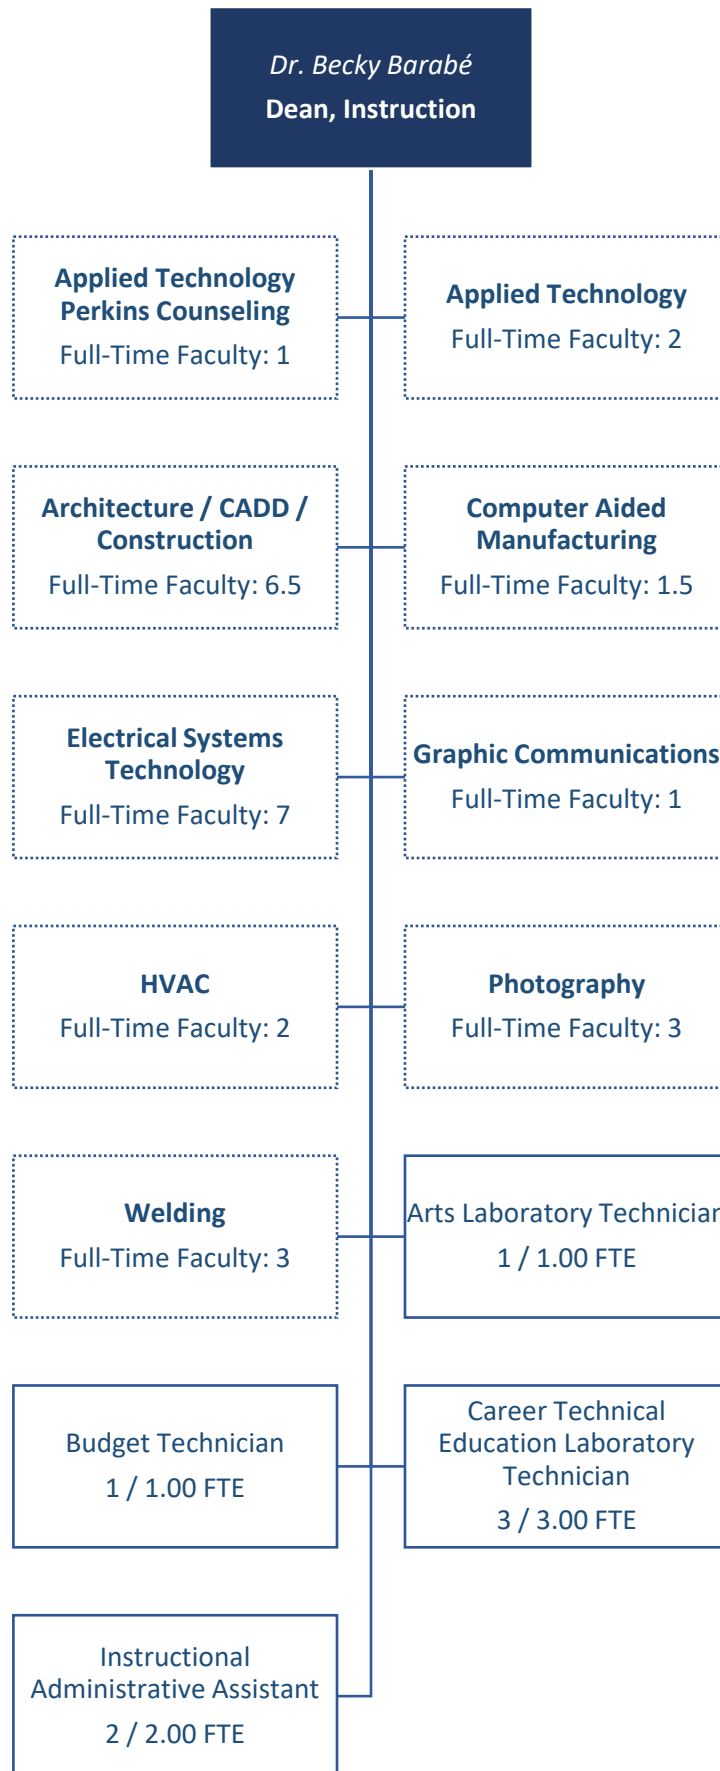 Dr. Becky Barabé
Dean, Instruction
Applied Technology
Perkins Counseling
Full-Time Faculty: 1
Applied Technology
Full-Time Faculty: 2
Architecture / CADD /
Construction
Full-Time Faculty: 6.5
Computer Aided
Manufacturing
Full-Time Faculty: 1.5
Electrical Systems
Technology
Full-Time Faculty: 7
Graphic Communications
Full-Time Faculty: 1
HVAC
Full-Time Faculty: 2
Photography
Full-Time Faculty: 3
Welding
Full-Time Faculty: 3
Arts Laboratory Technician
1 / 1.00 FTE
Budget Technician
1 / 1.00 FTE
Career Technical
Education Laboratory
Technician
3 / 3.00 FTE
Instructional
Administrative Assistant
2 / 2.00 FTE